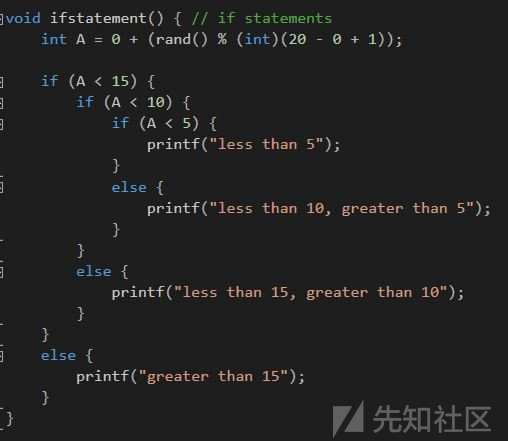 void ifstatement() { // if statements
    int A = 0 + (rand() % (int)(20 - 0 + 1));

    if (A < 15) {
        if (A < 10) {
            if (A < 5) {
                printf("less than 5");
            }
            else {
                printf("less than 10, greater than 5");
            }
        }
        else {
            printf("less than 15, greater than 10");
        }
    }
    else {
        printf("greater than 15");
    }
}
先知社区